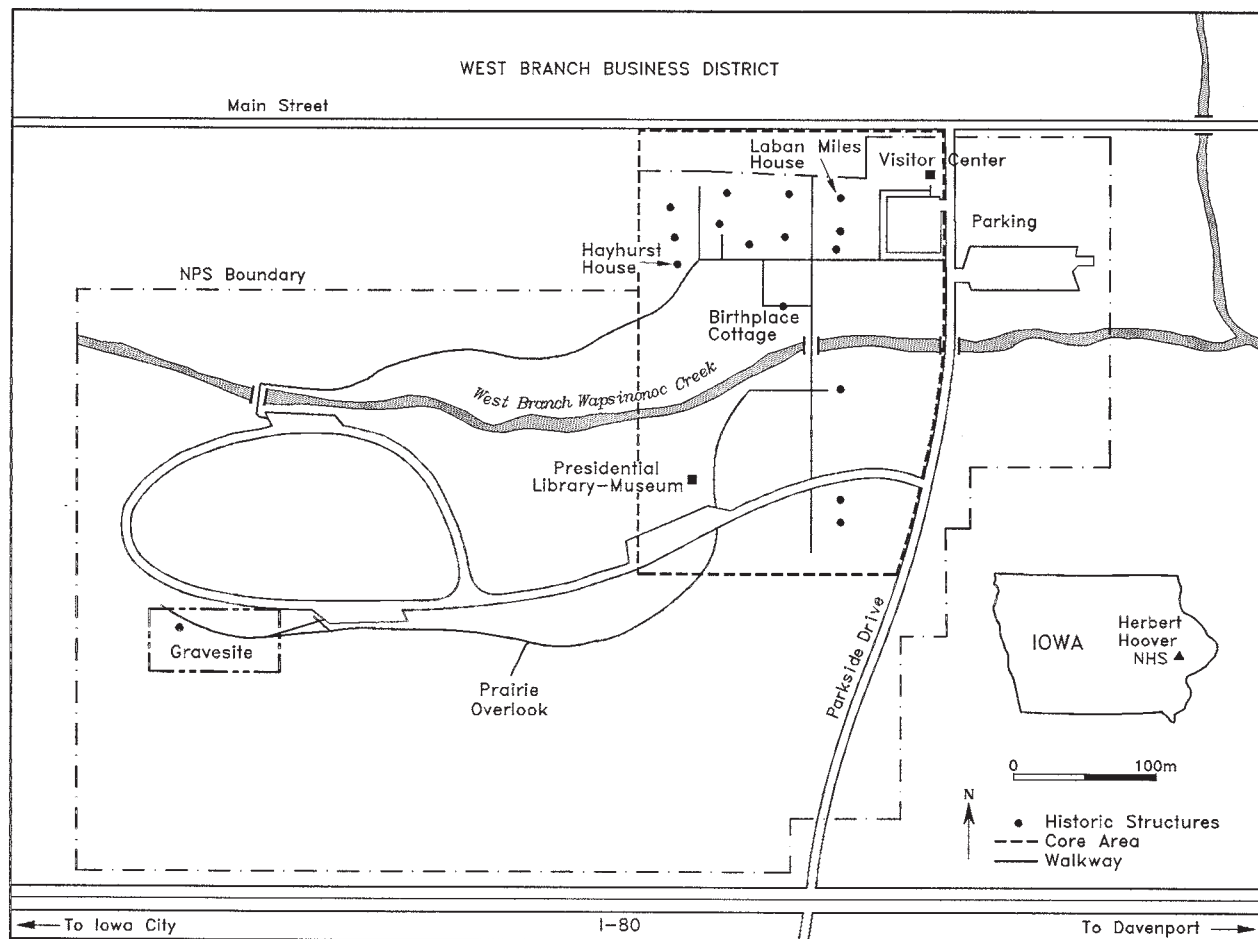 WEST BRANCH BUSINESS DISTRICT
Main Street
Laban Miles
House
Visitor Center
Parking
Hayhurst
House
NPS Boundary
Birthplace
Cottage
West Branch Wapsinonoc Creek
Presidential
Library-Museum
Gravesite
Prairie
Overlook
Parkside Drive
IOWA
Herbert
Hoover
NHS
0 100m
N
Historic Structures
Core Area
Walkway
To Iowa City
I-80
To Davenport